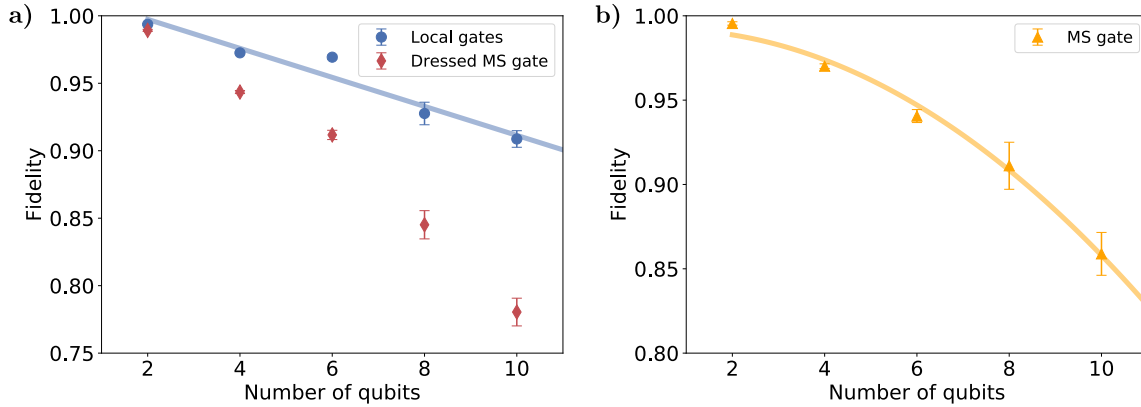 a)
1.00
0.95
0.90
0.85
0.80
0.75
Fidelity
2 4 6 8 10
Number of qubits
Local gates
Dressed MS gate
b)
1.00
0.95
0.90
0.85
0.80
Fidelity
2 4 6 8 10
Number of qubits
MS gate